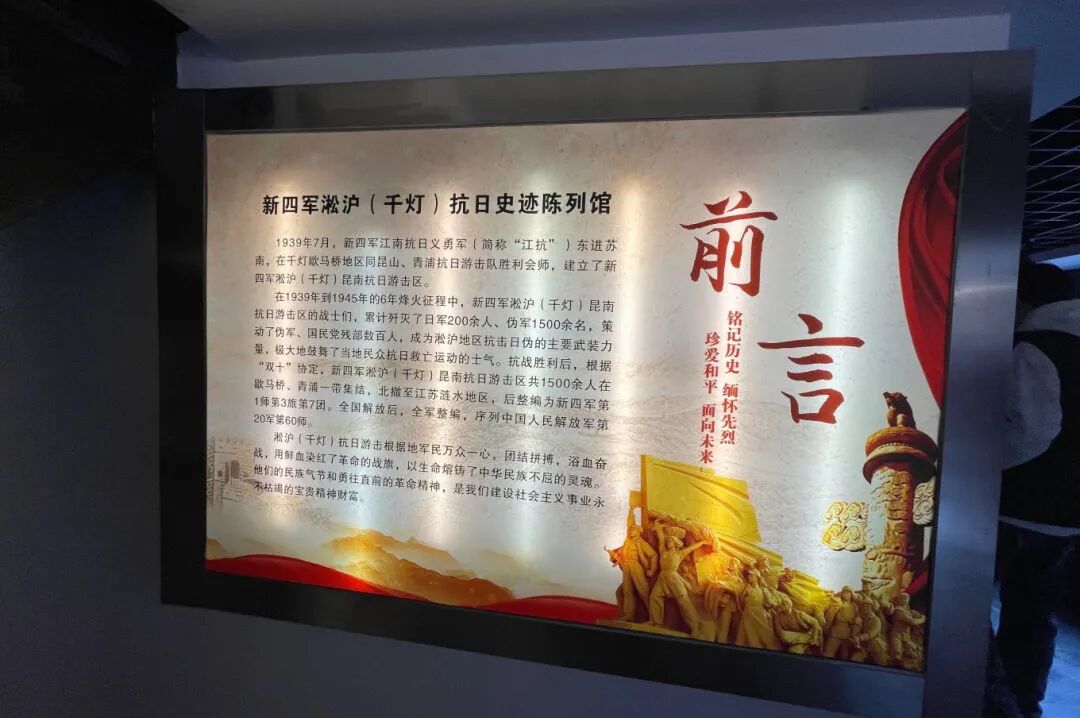 新四军淞沪（千灯）抗日史迹陈列馆
1939年7月，新四军江南抗日义勇军（简称“江抗”）东进苏
南，在千灯歇马桥地区同昆山、青浦抗日游击队胜利会师，建立了新
四军淞沪（千灯）昆南抗日游击区。
在1939年到1945年的6年烽火征程中，新四军淞沪（千灯）昆南
抗日游击区的战士们，累计歼灭了日军200余人、伪军1500余名，策
动了伪军、国民党残部数百人，成为淞沪地区抗击日伪的主要武装力
量，极大地鼓舞了当地民众抗日救亡运动的士气。抗战胜利后，根据
“双十”协定，新四军淞沪（千灯）昆南抗日游击区共1500余人在
歇马桥、青浦一带集结，北撤至江苏涟水地区，后整编为新四军第
1师第3旅第7团。全国解放后，全军整编，序列中国人民解放军第
20军第60师。
淞沪（千灯）抗日游击根据地军民万众一心，团结拼搏，浴血奋
战，用鲜血染红了革命的战旗，以生命熔铸了中华民族不屈的灵魂。
他们的民族气节和勇往直前的革命精神，是我们建设社会主义事业永
不枯竭的宝贵精神财富。
前言
铭记历史 缅怀先烈
珍爱和平 面向未来